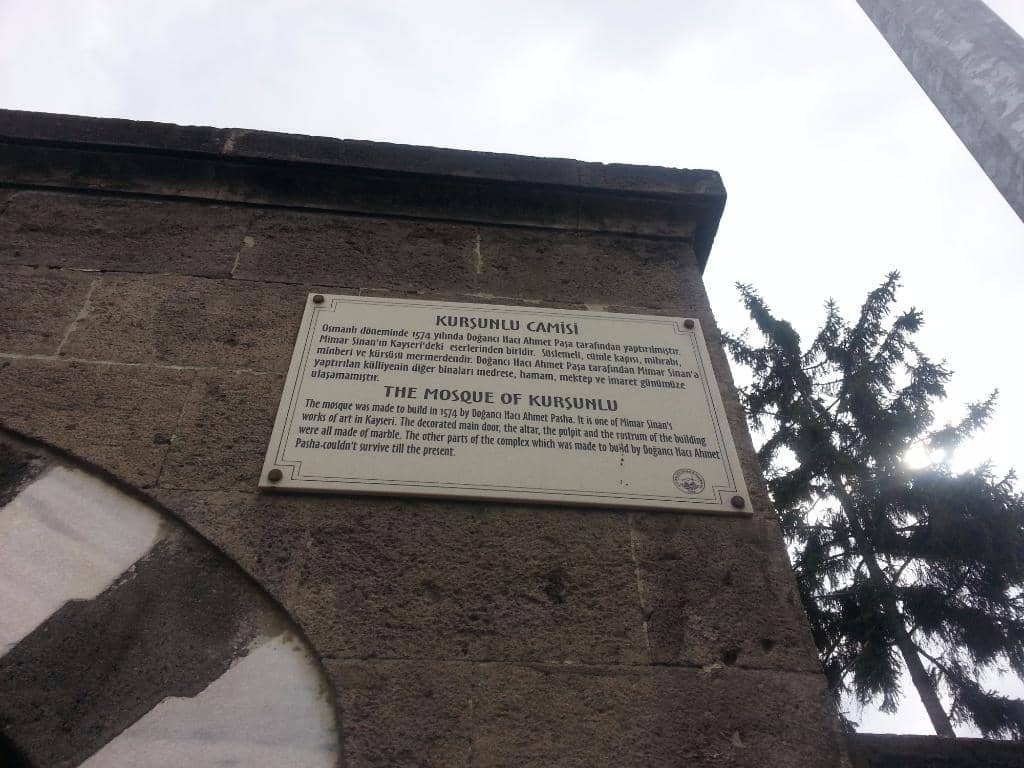 KURŞUNLU CAMİSİ
Osmanlı döneminde 1574 yılında Doğancı Hacı Ahmet Paşa tarafından yaptırılmıştır.
Mimar Sinan'ın Kayseri'deki eserlerinden biridir. Süslemeli, cümle kapısı, mihrabı,
minberi ve kürsüsü mermerdendir. Doğancı Hacı Ahmet Paşa tarafından Mimar Sinan'a
yaptırılan külliyenin diğer binaları medrese, hamam, mektep ve imaret günümüze
ulaşamamıştır.
THE MOSQUE OF KURŞUNLU
The mosque was made to build in 1574 by Doğancı Hacı Ahmet Pasha. It is one of Mimar Sinan's
works of art in Kayseri. The decorated main door, the altar, the pulpit and the rostrum of the building
were all made of marble. The other parts of the complex which was made to build by Doğancı Hacı Ahmet
Pasha couldn't survive till the present.